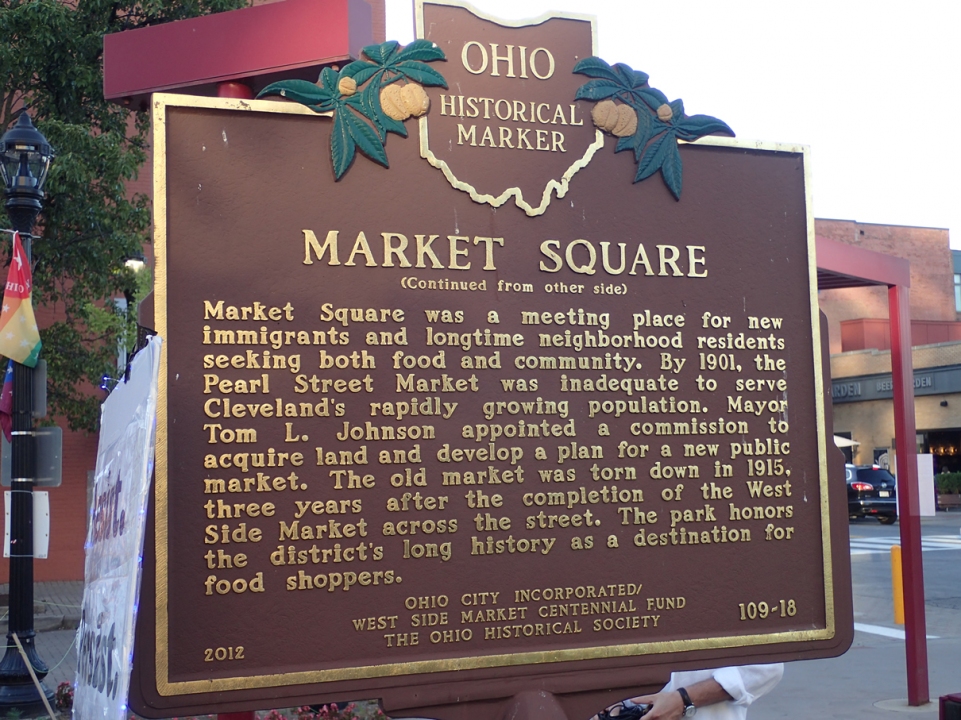 OHIO
HISTORICAL
MARKER
MARKET SQUARE
(Continued from other side)
Market Square was a meeting place for new
immigrants and longtime neighborhood residents
seeking both food and community. By 1901, the
Pearl Street Market was inadequate to serve
Cleveland's rapidly growing population. Mayor
Tom L. Johnson appointed a commission to
acquire land and develop a plan for a new public
market. The old market was torn down in 1915,
three years after the completion of the West
Side Market across the street. The park honors
the district's long history as a destination for
food shoppers.
OHIO CITY INCORPORATED/
WEST SIDE MARKET CENTENNIAL FUND
THE OHIO HISTORICAL SOCIETY
109-18
2012